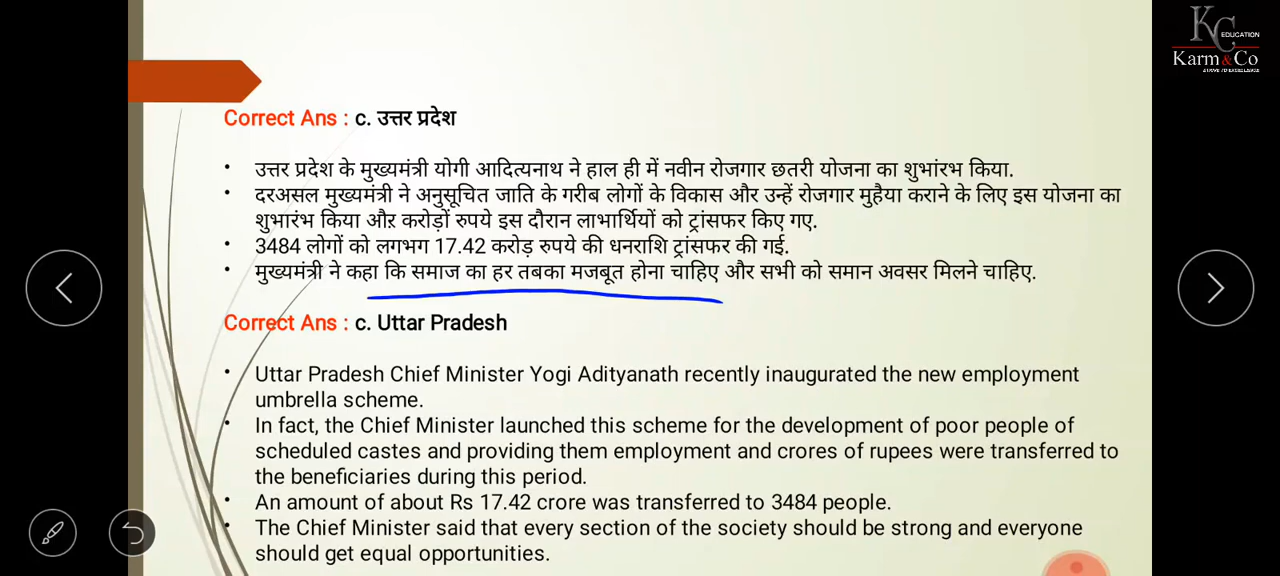 KC EDUCATION
Karm & Co
Correct Ans : c. उत्तर प्रदेश
• उत्तर प्रदेश के मुख्यमंत्री योगी आदित्यनाथ ने हाल ही में नवीन रोजगार छतरी योजना का शुभांरभ किया.
• दरअसल मुख्यमंत्री ने अनुसूचित जाति के गरीब लोगों के विकास और उन्हें रोजगार मुहैया कराने के लिए इस योजना का
शुभारंभ किया औऱ करोड़ों रुपये इस दौरान लाभार्थियों को ट्रांसफर किए गए.
• 3484 लोगों को लगभग 17.42 करोड़ रुपये की धनराशि ट्रांसफर की गई.
• मुख्यमंत्री ने कहा कि समाज का हर तबका मजबूत होना चाहिए और सभी को समान अवसर मिलने चाहिए.
Correct Ans : c. Uttar Pradesh
• Uttar Pradesh Chief Minister Yogi Adityanath recently inaugurated the new employment
umbrella scheme.
• In fact, the Chief Minister launched this scheme for the development of poor people of
scheduled castes and providing them employment and crores of rupees were transferred to
the beneficiaries during this period.
• An amount of about Rs 17.42 crore was transferred to 3484 people.
• The Chief Minister said that every section of the society should be strong and everyone
should get equal opportunities.